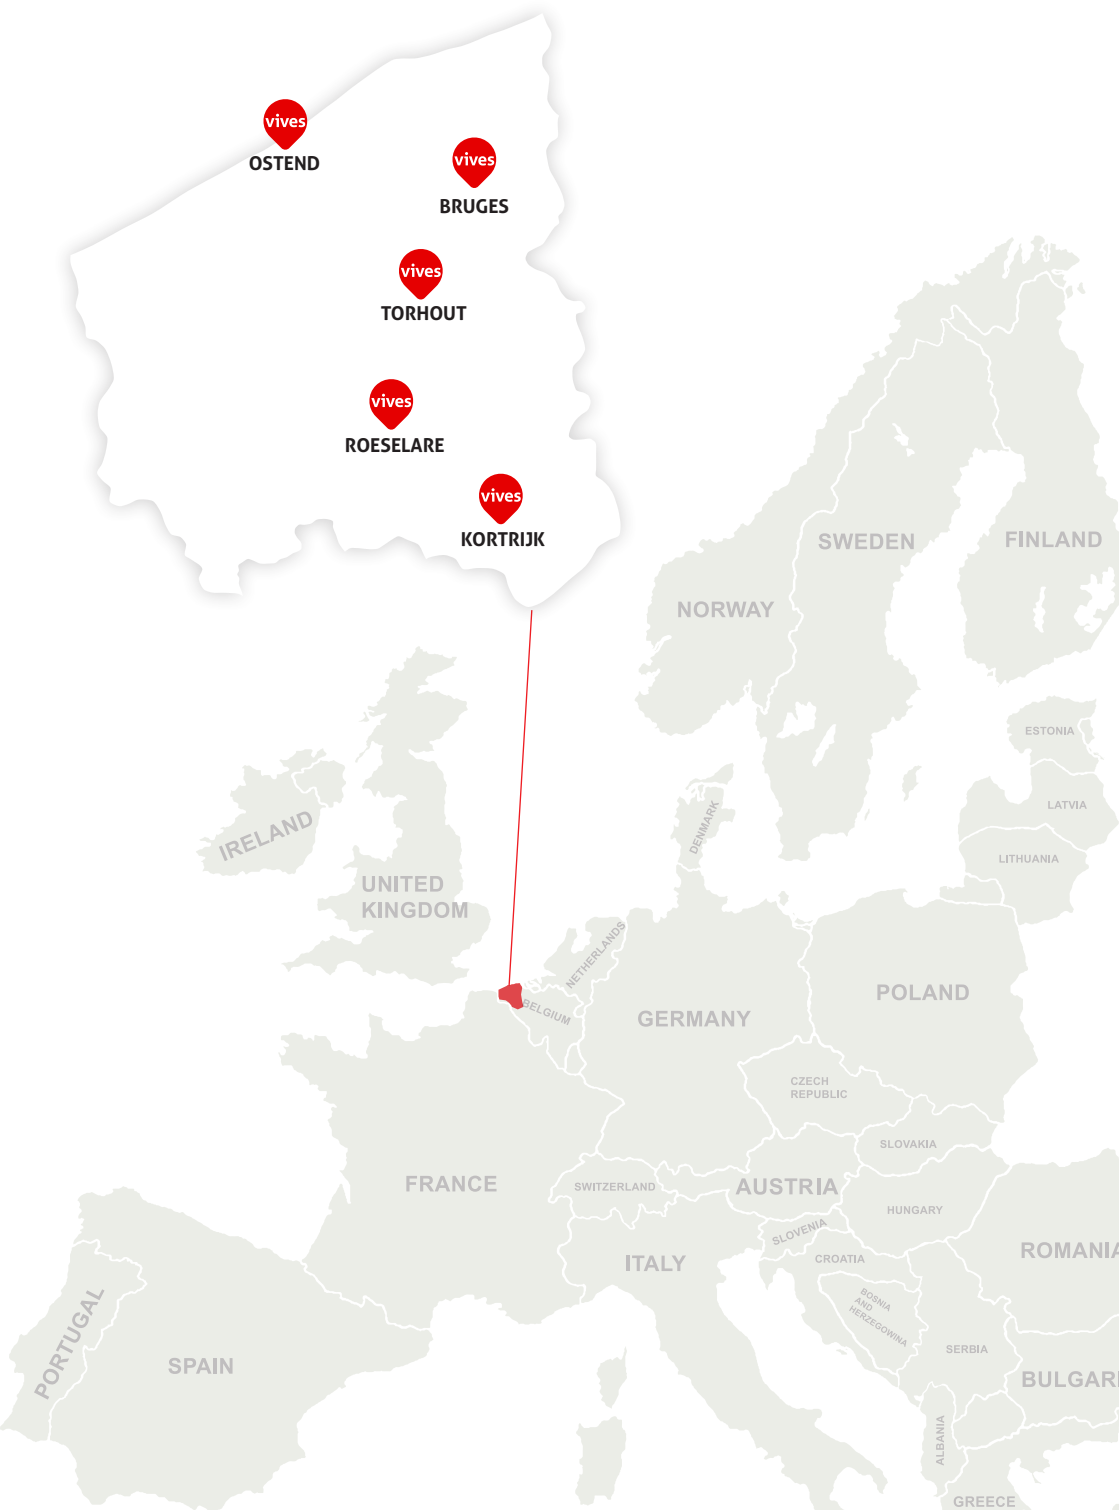 vives
OSTEND
vives
BRUGES
vives
TORHOUT
vives
ROESELARE
vives
KORTRIJK
SWEDEN
FINLAND
NORWAY
ESTONIA
LATVIA
LITHUANIA
DENMARK
IRELAND
UNITED
KINGDOM
NETHERLANDS
BELGIUM
GERMANY
POLAND
CZECH
REPUBLIC
SLOVAKIA
FRANCE
SWITZERLAND
AUSTRIA
HUNGARY
SLOVENIA
CROATIA
ITALY
ROMANIA
BOSNIA
AND
HERZEGOWINA
SERBIA
PORTUGAL
SPAIN
BULGARI
ALBANIA
GREECE